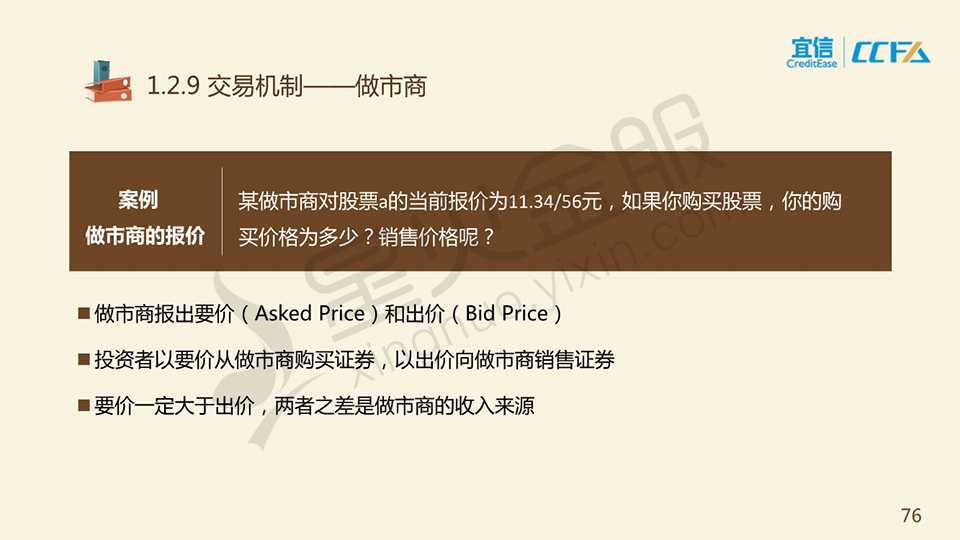 宜信
CreditEase
CCFA
1.2.9 交易机制——做市商
案例
做市商的报价
某做市商对股票a的当前报价为11.34/56元，如果你购买股票，你的购
买价格为多少？销售价格呢？
■做市商报出要价（Asked Price）和出价（Bid Price）
■投资者以要价从做市商购买证券，以出价向做市商销售证券
■要价一定大于出价，两者之差是做市商的收入来源
星火金服
xinghuo.yixin.com
76